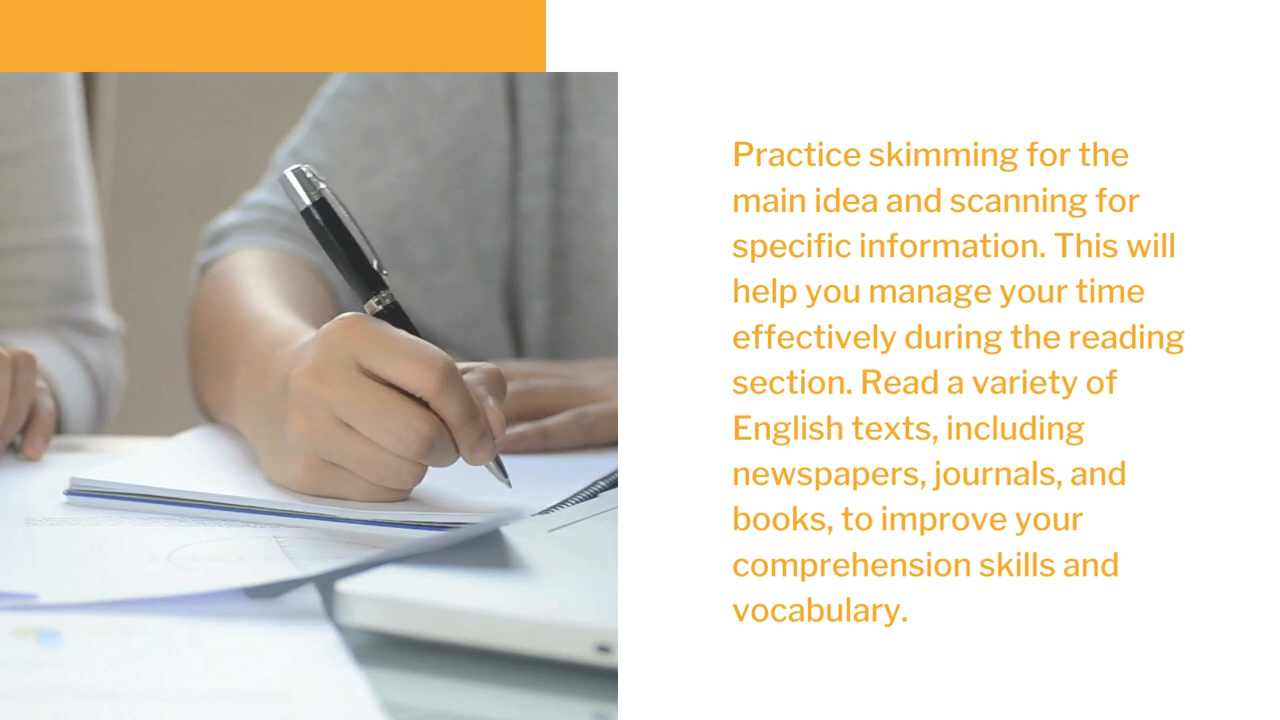 Practice skimming for the
main idea and scanning for
specific information. This will
help you manage your time
effectively during the reading
section. Read a variety of
English texts, including
newspapers, journals, and
books, to improve your
comprehension skills and
vocabulary.